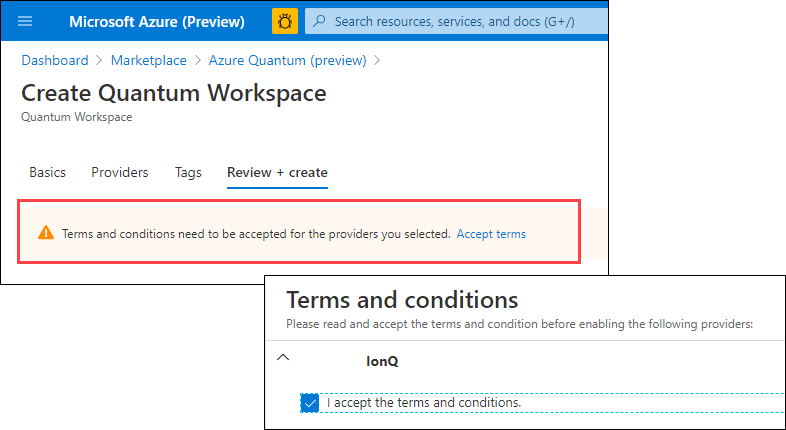 Microsoft Azure (Preview)
Search resources, services, and docs (G+/)
Dashboard > Marketplace > Azure Quantum (preview) >
Create Quantum Workspace
Quantum Workspace
Basics Providers Tags Review + create
Terms and conditions need to be accepted for the providers you selected. Accept terms
Terms and conditions
Please read and accept the terms and condition before enabling the following providers:
IonQ
I accept the terms and conditions.